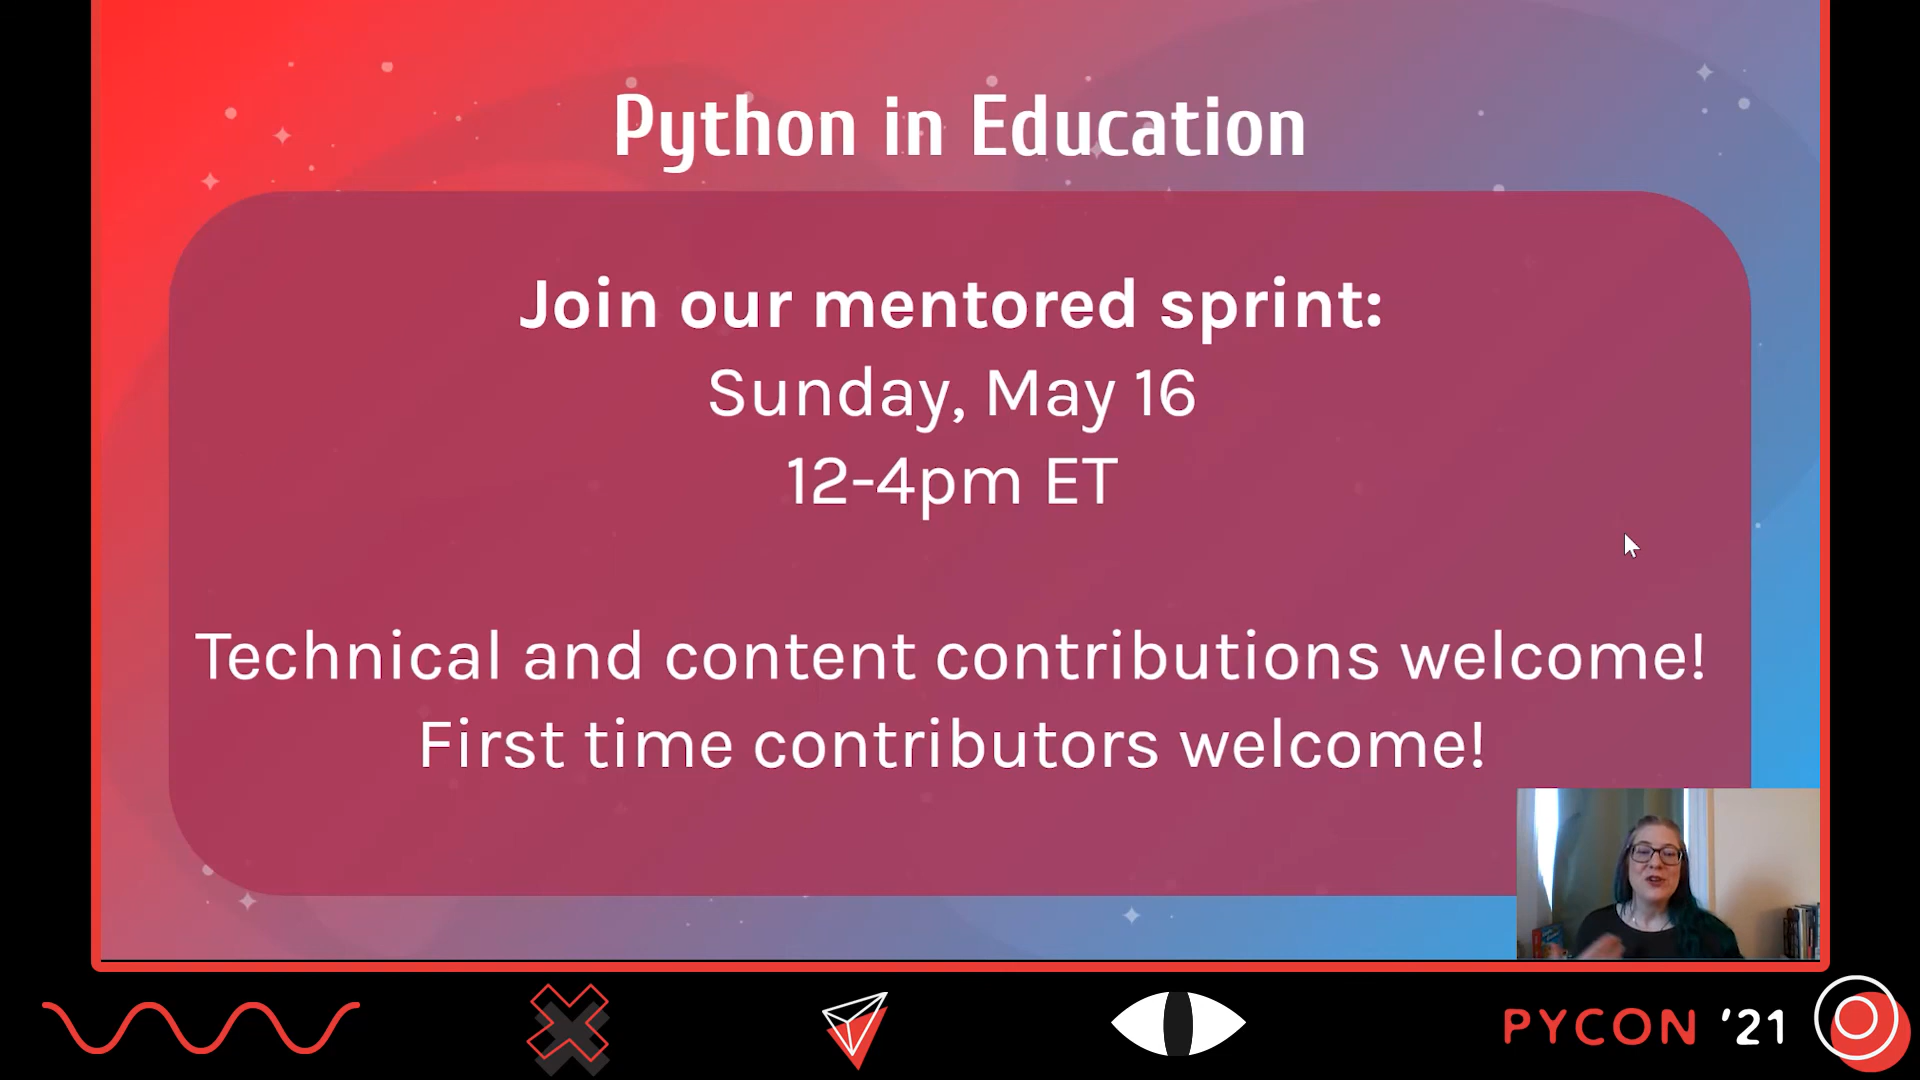 Python in Education
Join our mentored sprint:
Sunday, May 16
12-4pm ET
Technical and content contributions welcome!
First time contributors welcome!
PYCON '21